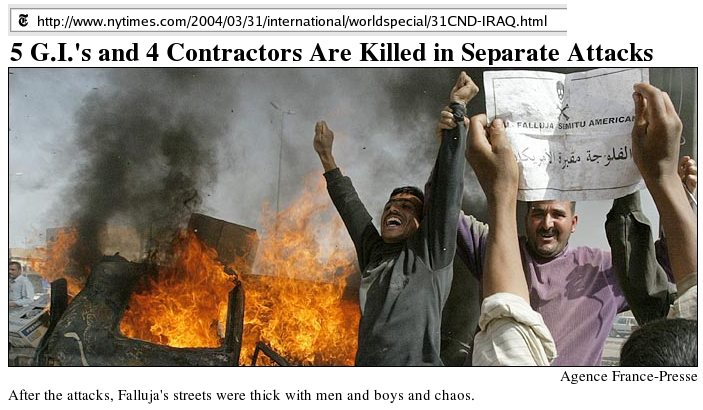 http://www.nytimes.com/2004/03/31/international/worldspecial/31CND-IRAQ.html
5 G.I.'s and 4 Contractors Are Killed in Separate Attacks
FALLUJA SEMITU AMERICAN
الفلوجة مقبرة الامريكان
Agence France-Presse
After the attacks, Falluja's streets were thick with men and boys and chaos.